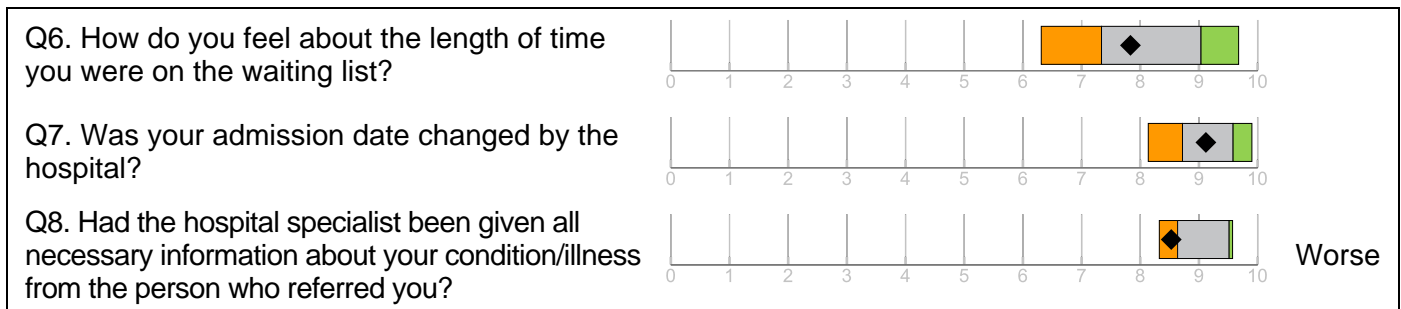 Q6. How do you feel about the length of time
you were on the waiting list?
0 1 2 3 4 5 6 7 8 9 10
Q7. Was your admission date changed by the
hospital?
0 1 2 3 4 5 6 7 8 9 10
Q8. Had the hospital specialist been given all
necessary information about your condition/illness
from the person who referred you?
0 1 2 3 4 5 6 7 8 9 10
Worse